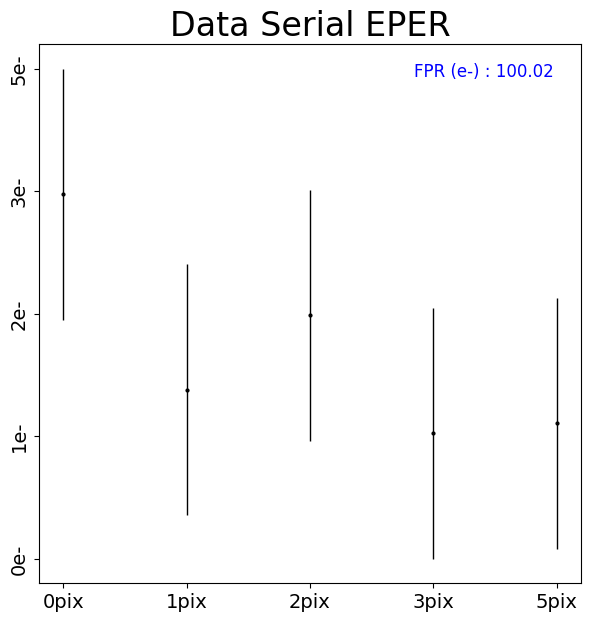 Data Serial EPER
FPR (e-) : 100.02
5e-
3e-
2e-
1e-
0e-
0pix 1pix 2pix 3pix 5pix